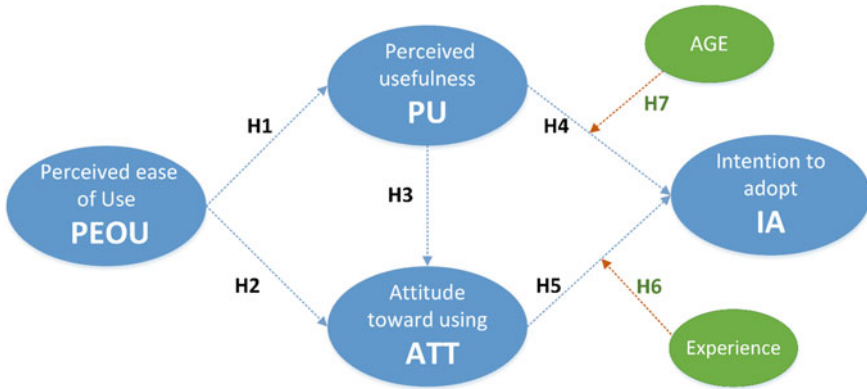 Perceived
usefulness
PU
AGE
H1
H4
H7
Perceived ease
of Use
PEOU
H3
Intention to
adopt
IA
H2
Attitude
toward using
ATT
H5
H6
Experience